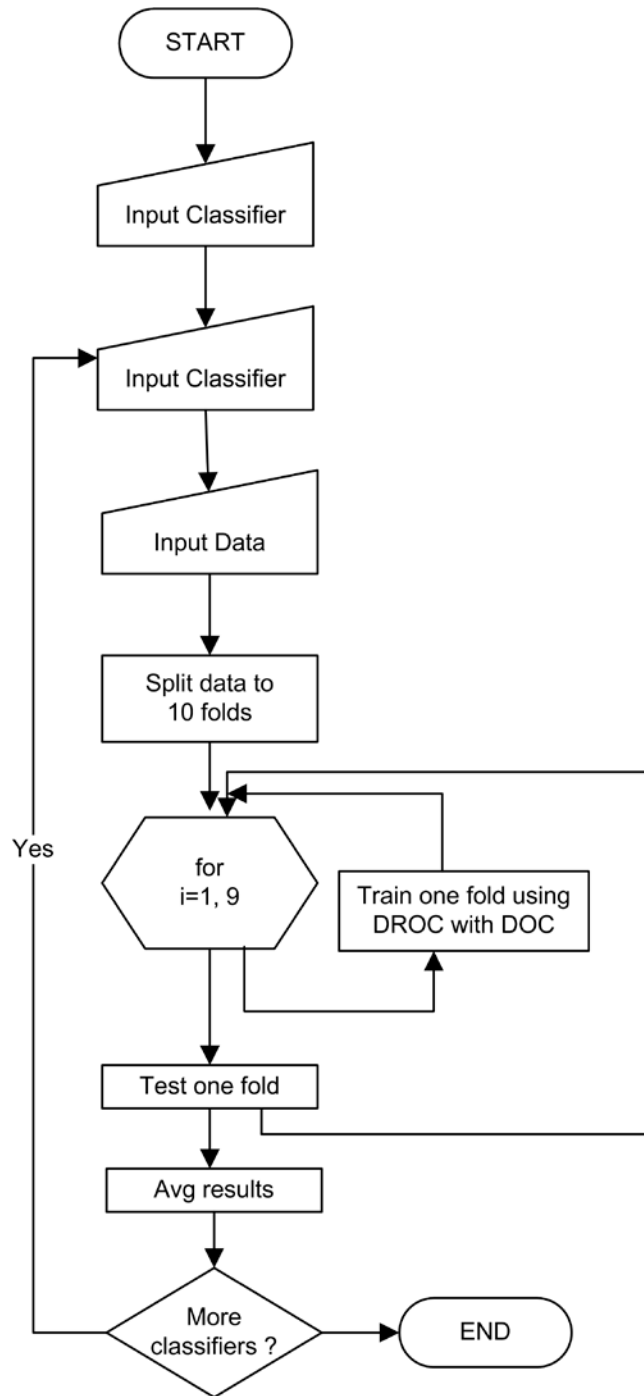 START
Input Classifier
Input Classifier
Input Data
Split data to
10 folds
Yes
for
i=1, 9
Train one fold using
DROC with DOC
Test one fold
Avg results
More
classifiers ?
END